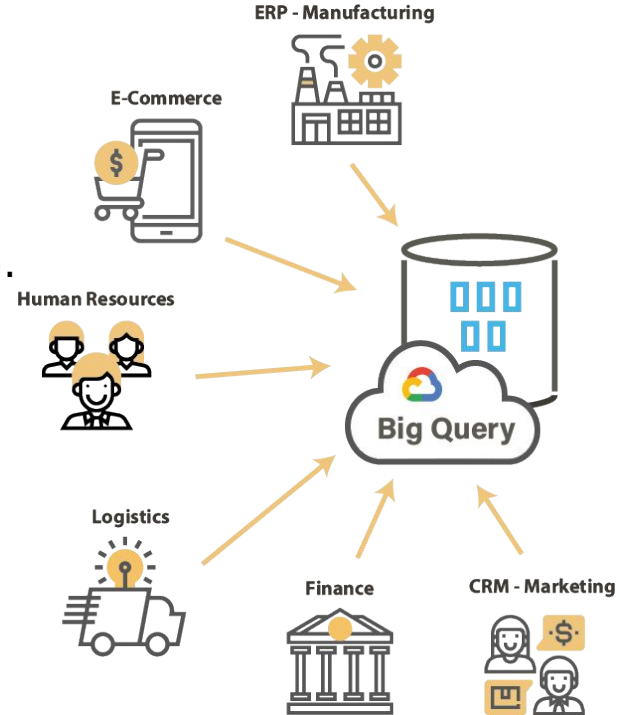 ERP - Manufacturing
E-Commerce
$
.
Human Resources
Big Query
Logistics
Finance
CRM - Marketing
·$·